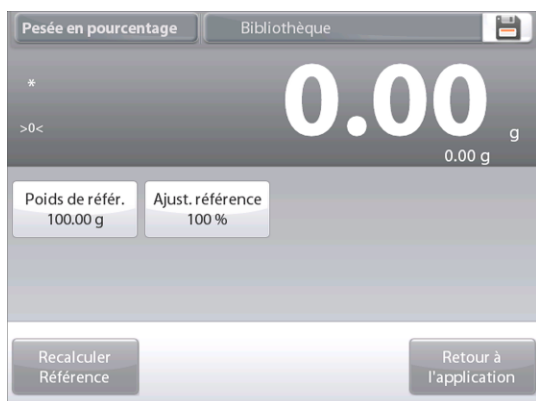 Pesée en pourcentage
Bibliothèque
*
>0<
0.00
g
0.00 g
Poids de référ.
100.00 g
Ajust. référence
100 %
Recalculer
Référence
Retour à
l'application